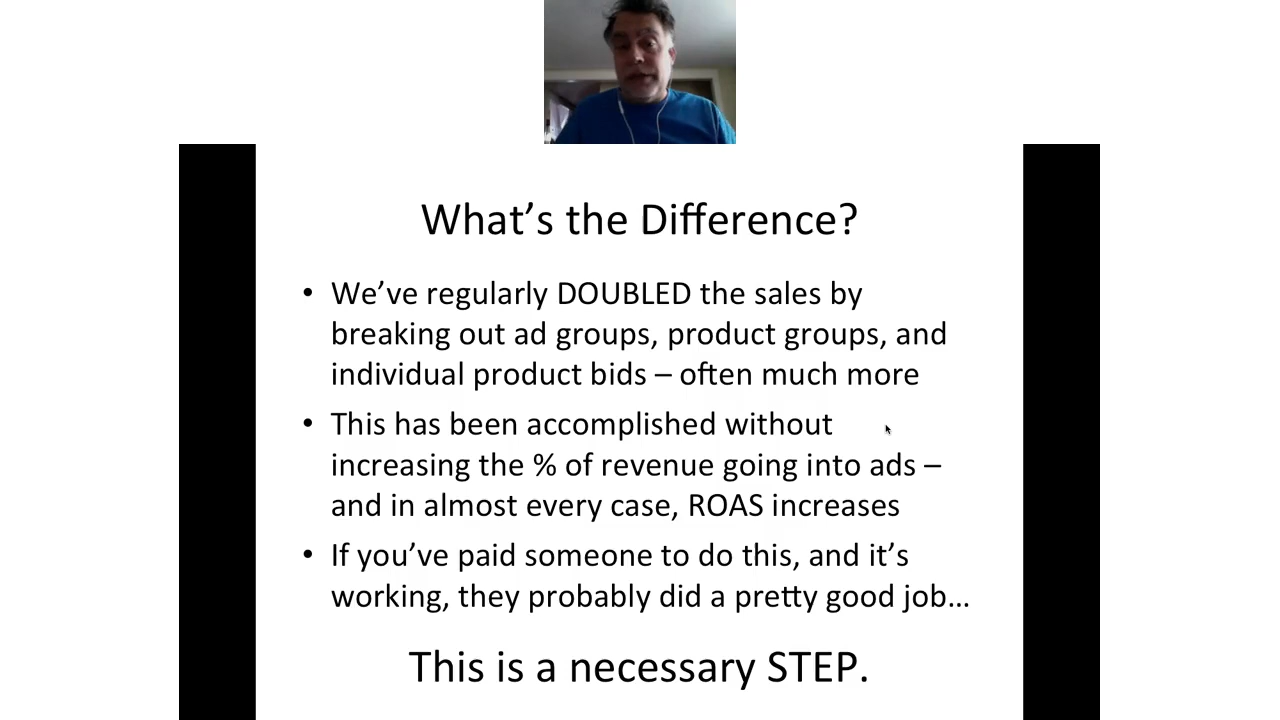 What’s the Difference?
• We’ve regularly DOUBLED the sales by
breaking out ad groups, product groups, and
individual product bids – often much more
• This has been accomplished without
increasing the % of revenue going into ads –
and in almost every case, ROAS increases
• If you’ve paid someone to do this, and it’s
working, they probably did a pretty good job…
This is a necessary STEP.